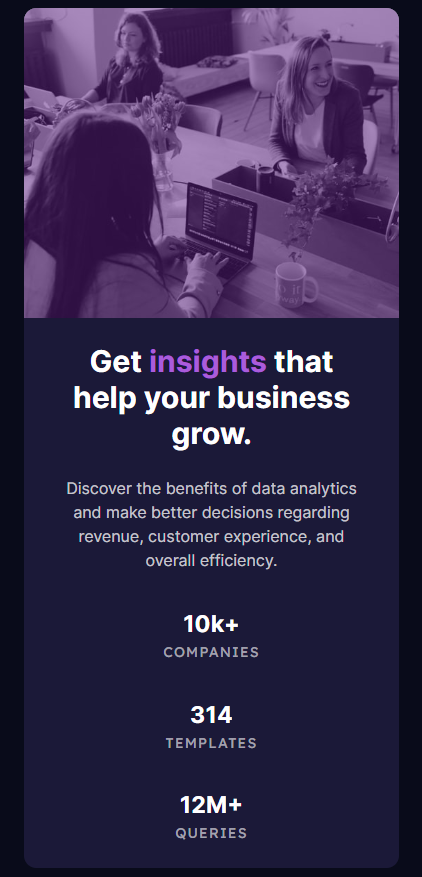 Get insights that
help your business
grow.
Discover the benefits of data analytics
and make better decisions regarding
revenue, customer experience, and
overall efficiency.
10k+
COMPANIES
314
TEMPLATES
12M+
QUERIES